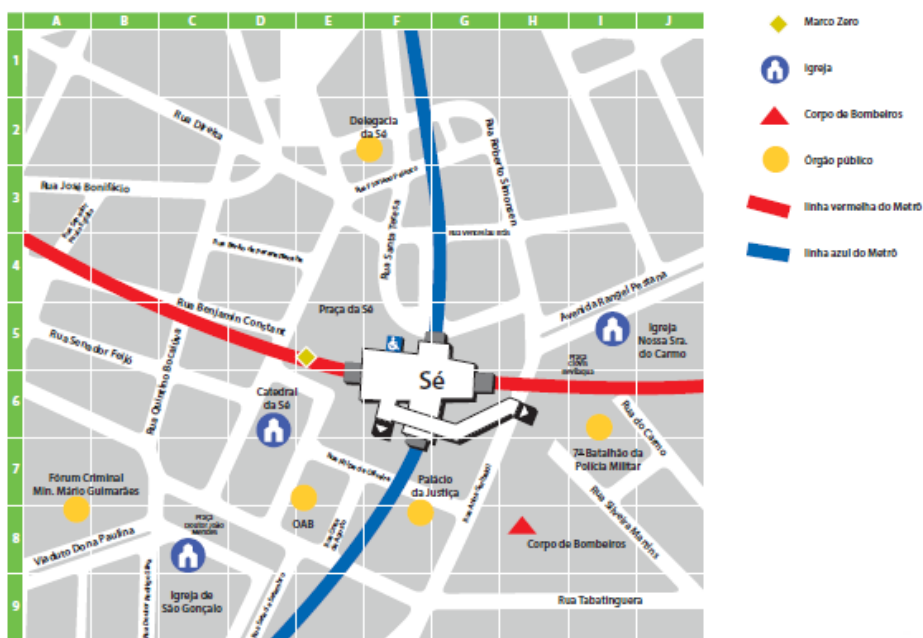 A B C D E F G H I J
1
2
3
4
5
6
7
8
9
Rua Direita
Delegacia
da Sé
Rua Roberto Simonsen
Rua José Bonifácio
Rua Santa Teresa
Rua Benjamin Constant
Praça da Sé
Avenida Rangel Pestana
Rua Senador Feijó
Rua Quintino Bocaiúva
Igreja
Nossa Sra.
do Carmo
Sé
Catedral
da Sé
Rua do Carmo
7º Batalhão da
Polícia Militar
Fórum Criminal
Min. Mário Guimarães
Palácio
da Justiça
OAB
Rua Silveira Martins
Viaduto Dona Paulina
Praça
Doutor João
Mendes
Corpo de Bombeiros
Igreja de
São Gonçalo
Rua Tabatinguera
Marco Zero
Igreja
Corpo de Bombeiros
Órgão público
linha vermelha do Metrô
linha azul do Metrô